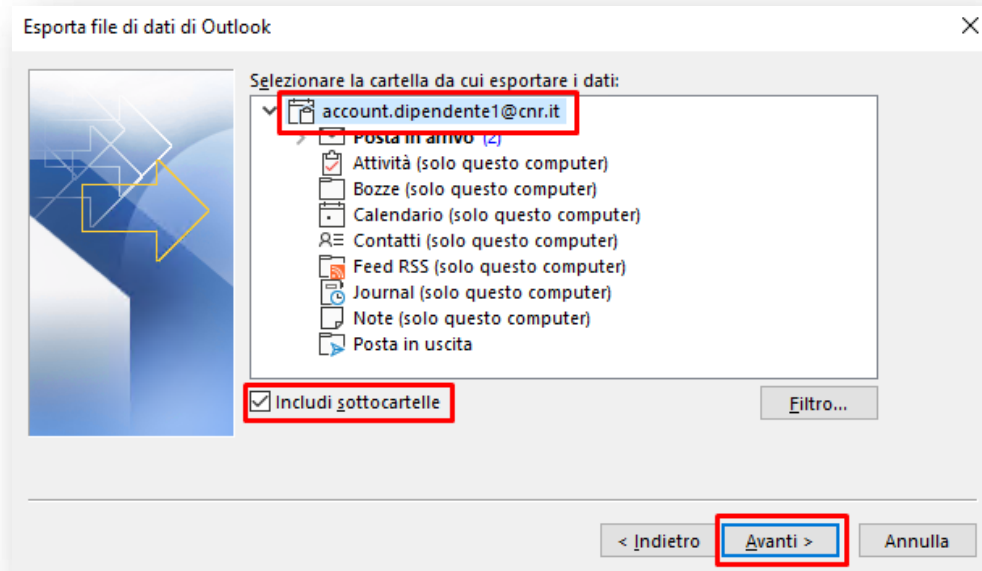 Esporta file di dati di Outlook
Selezionare la cartella da cui esportare i dati:
account.dipendente1@cnr.it
Posta in arrivo (2)
Attività (solo questo computer)
Bozze (solo questo computer)
Calendario (solo questo computer)
Contatti (solo questo computer)
Feed RSS (solo questo computer)
Journal (solo questo computer)
Note (solo questo computer)
Posta in uscita
Includi sottocartelle
Filtro...
< Indietro
Avanti >
Annulla